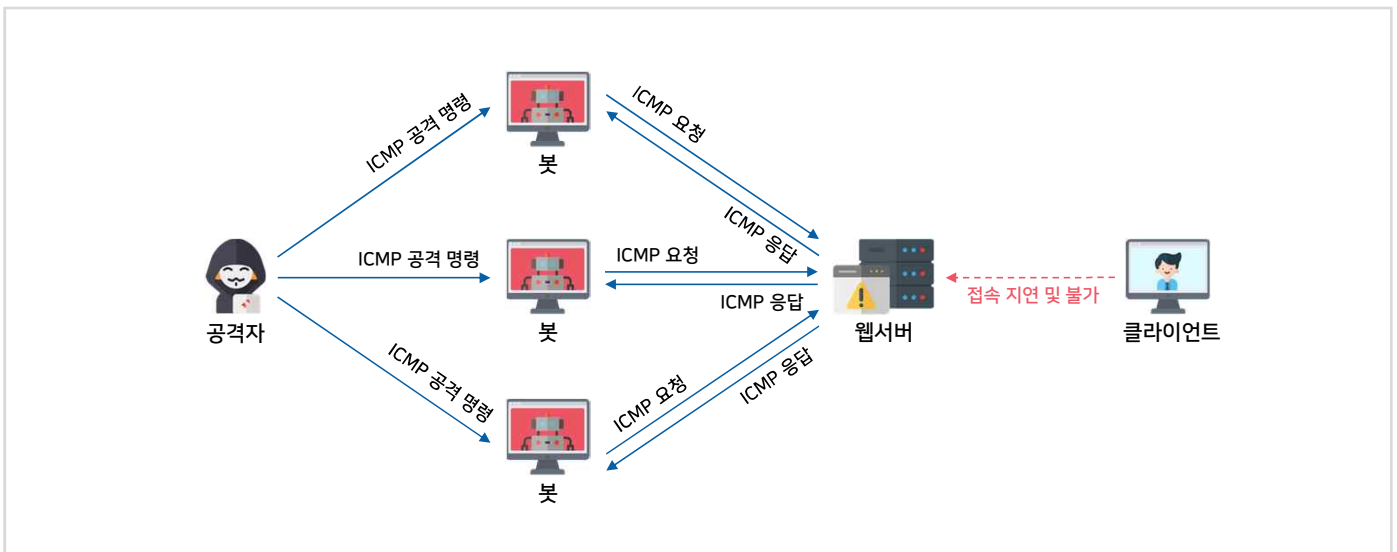 ICMP 공격 명령
ICMP 요청
봇
ICMP 응답
ICMP 공격 명령
ICMP 요청
공격자
봇
ICMP 응답
웹서버
접속 지연 및 불가
클라이언트
ICMP 공격 명령
ICMP 요청
ICMP 응답
봇